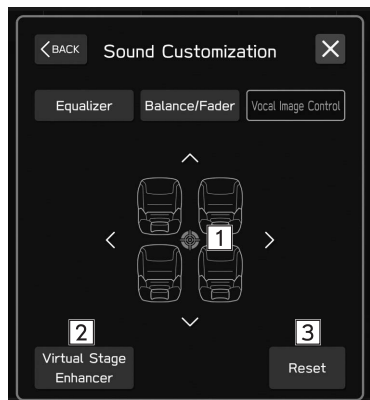 BACK
Sound Customization
Equalizer
Balance/Fader
Vocal Image Control
1
2
3
Virtual Stage
Enhancer
Reset